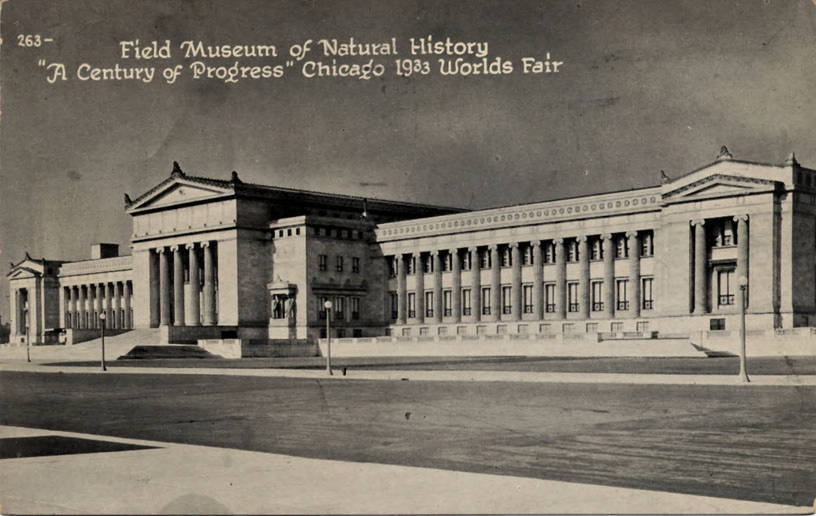 263-
Field Museum of Natural History
"A Century of Progress" Chicago 1933 Worlds Fair